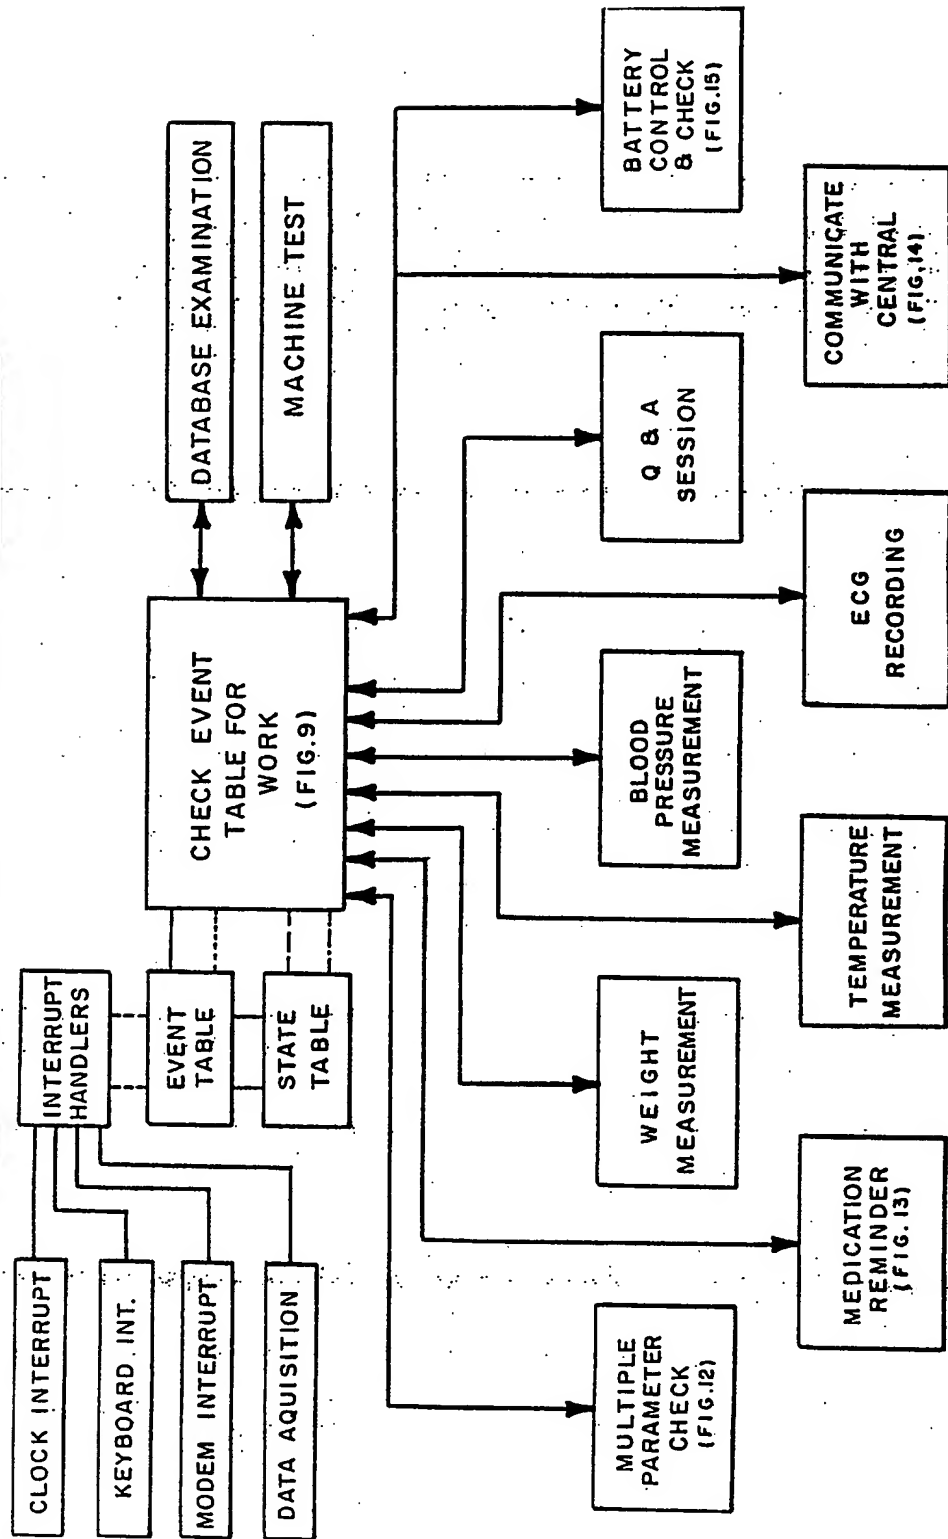 CLOCK INTERRUPT
KEYBOARD INT.
MODEM INTERRUPT
DATA AQUISITION
INTERRUPT
HANDLERS
EVENT
TABLE
STATE
TABLE
CHECK EVENT
TABLE FOR
WORK
(FIG.9)
DATABASE EXAMINATION
MACHINE TEST
MULTIPLE
PARAMETER
CHECK
(FIG.12)
MEDICATION
REMINDER
(FIG.13)
WEIGHT
MEASUREMENT
TEMPERATURE
MEASUREMENT
BLOOD
PRESSURE
MEASUREMENT
ECG
RECORDING
Q & A
SESSION
COMMUNICATE
WITH
CENTRAL
(FIG.14)
BATTERY
CONTROL
& CHECK
(FIG.15)